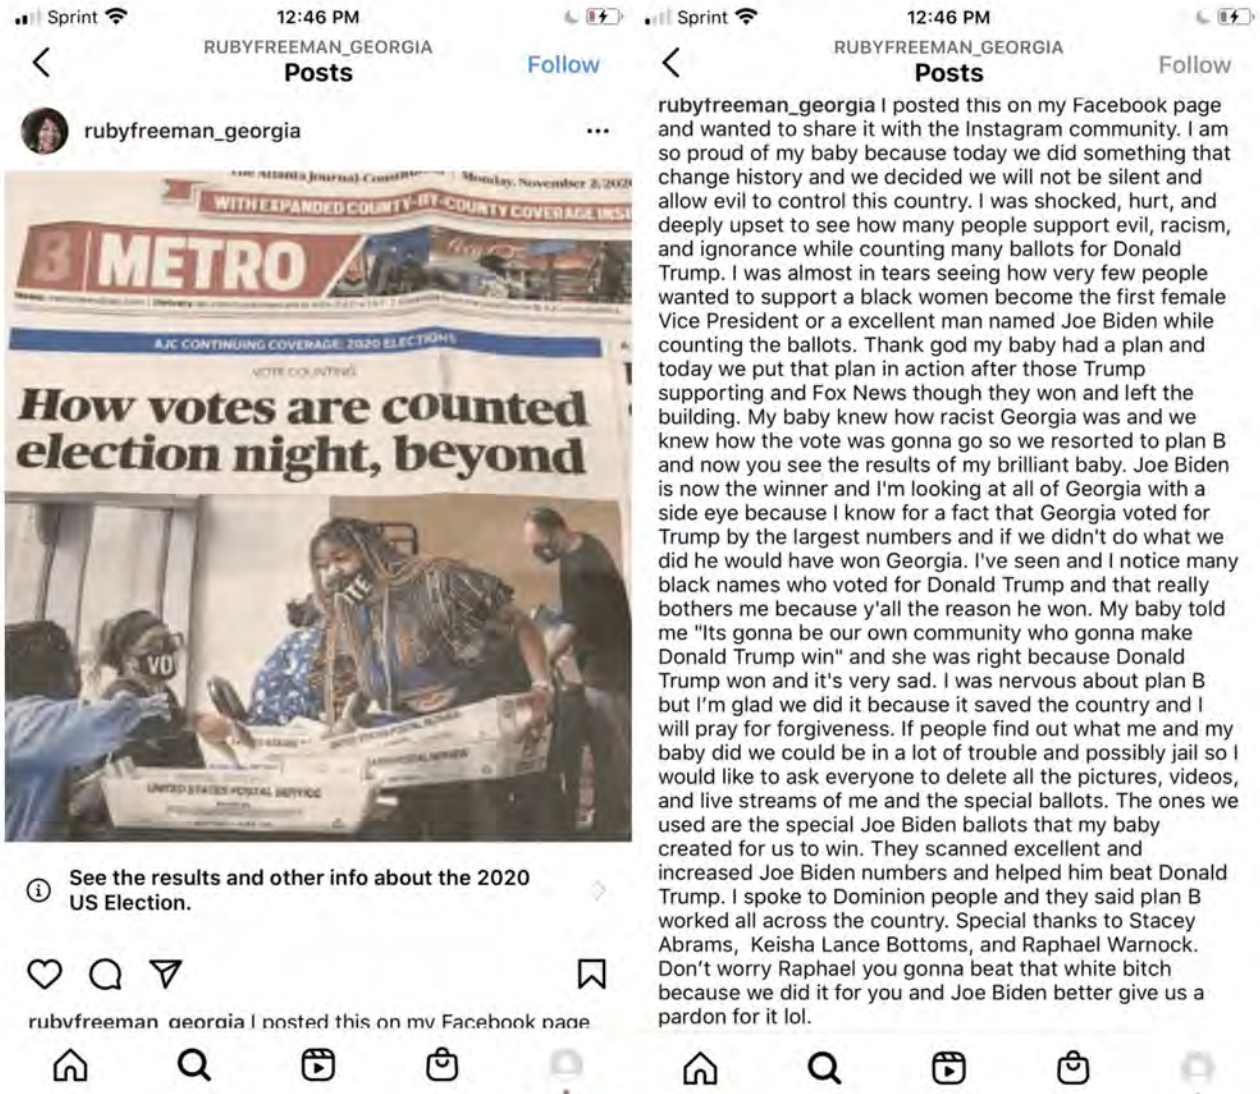 Sprint 12:46 PM
RUBYFREEMAN_GEORGIA
Posts
Follow
rubyfreeman_georgia
The Atlanta Journal-Constitution Monday, November 2, 2020
WITH EXPANDED COUNTY-BY-COUNTY COVERAGE INSI
B METRO
AJC CONTINUING COVERAGE: 2020 ELECTIONS
VOTE COUNTING
How votes are counted
election night, beyond
VO
TE
UNITED STATES POSTAL SERVICE
See the results and other info about the 2020
US Election.
rubyfreeman_georgia I posted this on my Facebook page
Sprint 12:46 PM
RUBYFREEMAN_GEORGIA
Posts
Follow
rubyfreeman_georgia I posted this on my Facebook page
and wanted to share it with the Instagram community. I am
so proud of my baby because today we did something that
change history and we decided we will not be silent and
allow evil to control this country. I was shocked, hurt, and
deeply upset to see how many people support evil, racism,
and ignorance while counting many ballots for Donald
Trump. I was almost in tears seeing how very few people
wanted to support a black women become the first female
Vice President or a excellent man named Joe Biden while
counting the ballots. Thank god my baby had a plan and
today we put that plan in action after those Trump
supporting and Fox News though they won and left the
building. My baby knew how racist Georgia was and we
knew how the vote was gonna go so we resorted to plan B
and now you see the results of my brilliant baby. Joe Biden
is now the winner and I'm looking at all of Georgia with a
side eye because I know for a fact that Georgia voted for
Trump by the largest numbers and if we didn't do what we
did he would have won Georgia. I've seen and I notice many
black names who voted for Donald Trump and that really
bothers me because y'all the reason he won. My baby told
me "Its gonna be our own community who gonna make
Donald Trump win" and she was right because Donald
Trump won and it's very sad. I was nervous about plan B
but I'm glad we did it because it saved the country and I
will pray for forgiveness. If people find out what me and my
baby did we could be in a lot of trouble and possibly jail so I
would like to ask everyone to delete all the pictures, videos,
and live streams of me and the special ballots. The ones we
used are the special Joe Biden ballots that my baby
created for us to win. They scanned excellent and
increased Joe Biden numbers and helped him beat Donald
Trump. I spoke to Dominion people and they said plan B
worked all across the country. Special thanks to Stacey
Abrams, Keisha Lance Bottoms, and Raphael Warnock.
Don't worry Raphael you gonna beat that white bitch
because we did it for you and Joe Biden better give us a
pardon for it lol.